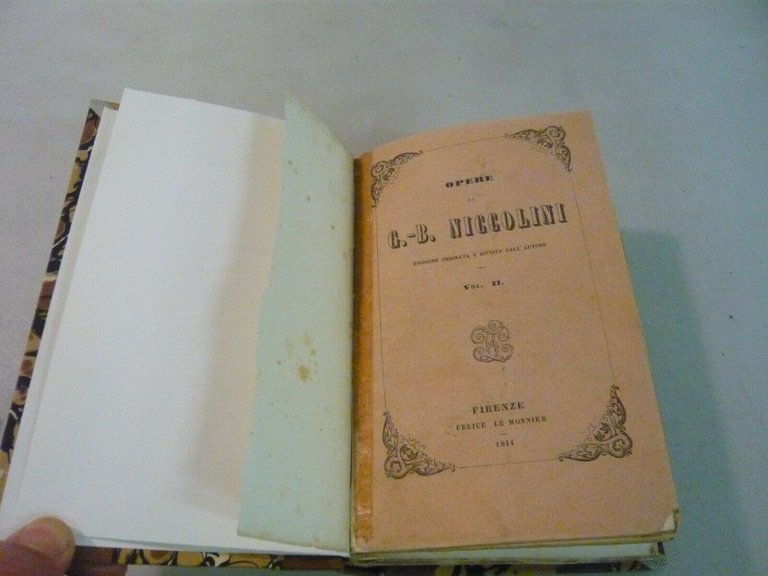 OPERE
DI
G.-B. NICCOLINI
EDIZIONE ORDINATA E RIVISTA DALL'AUTORE
VOL. II.
FIRENZE
FELICE LE MONNIER
1844